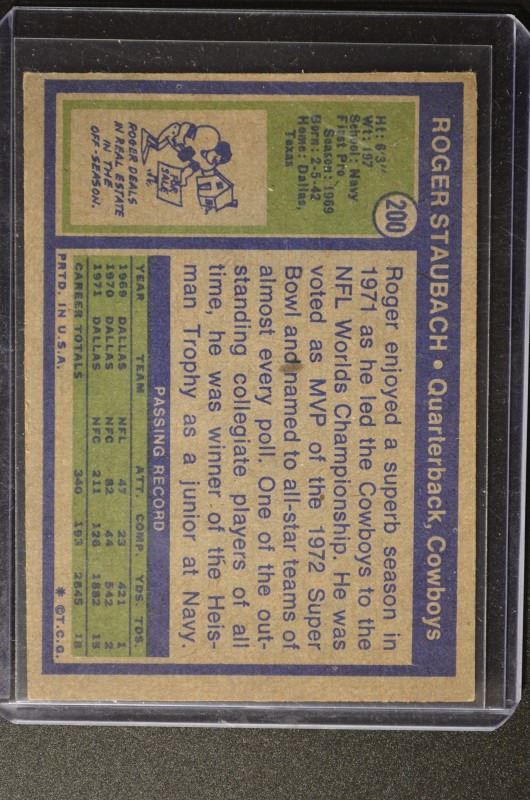 ROGER STAUBACH • Quarterback, Cowboys
200
Ht: 6'3"
Wt: 197
School: Navy
First Pro
Season: 1969
Born: 2-5-42
Home: Dallas,
Texas
FOR
SALE
ROGER DEALS
IN REAL ESTATE
IN THE
OFF-SEASON.
Roger enjoyed a superb season in
1971 as he led the Cowboys to the
NFL Worlds Championship. He was
voted as MVP of the 1972 Super
Bowl and named to all-star teams of
almost every poll. One of the out-
standing collegiate players of all
time, he was winner of the Heis-
man Trophy as a junior at Navy.
PASSING RECORD
YEAR TEAM ATT. COMP. YDS. TDS.
1969 DALLAS NFL 47 23 421 1
1970 DALLAS NFC 82 44 542 2
1971 DALLAS NFC 211 126 1882 15
CAREER TOTALS 340 193 2845 18
PRTD. IN U.S.A.
* ©T.C.G.